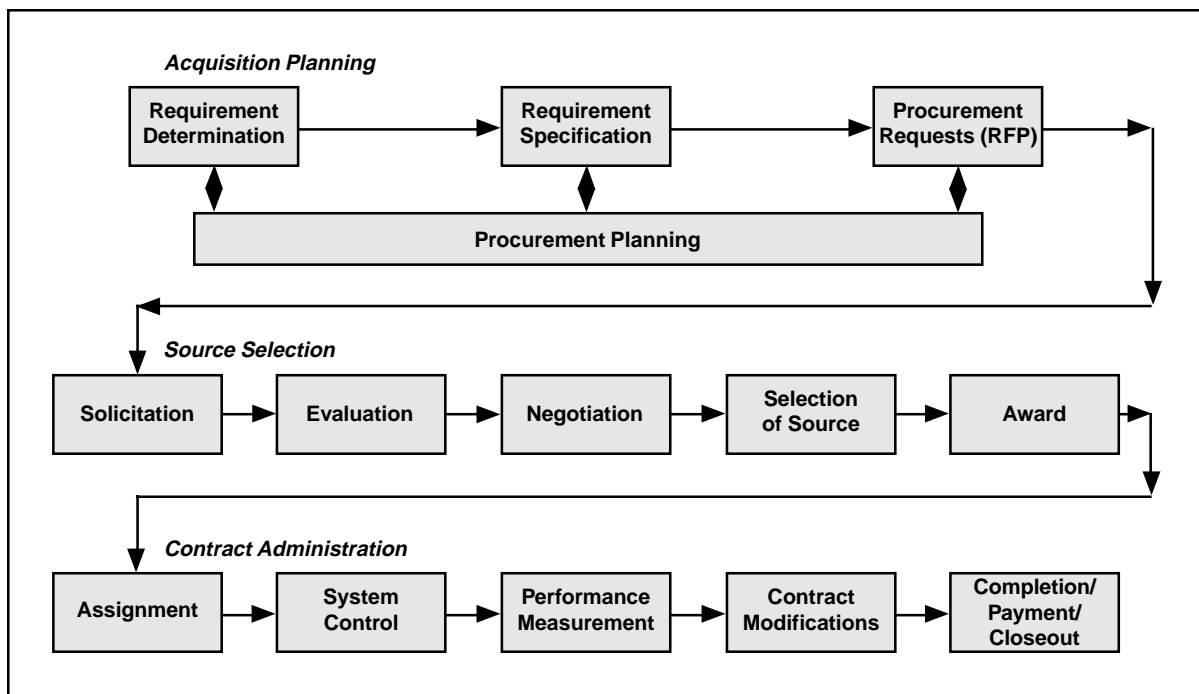 Acquisition Planning
Requirement
Determination
Requirement
Specification
Procurement
Requests (RFP)
Procurement Planning
Source Selection
Solicitation
Evaluation
Negotiation
Selection
of Source
Award
Contract Administration
Assignment
System
Control
Performance
Measurement
Contract
Modifications
Completion/
Payment/
Closeout